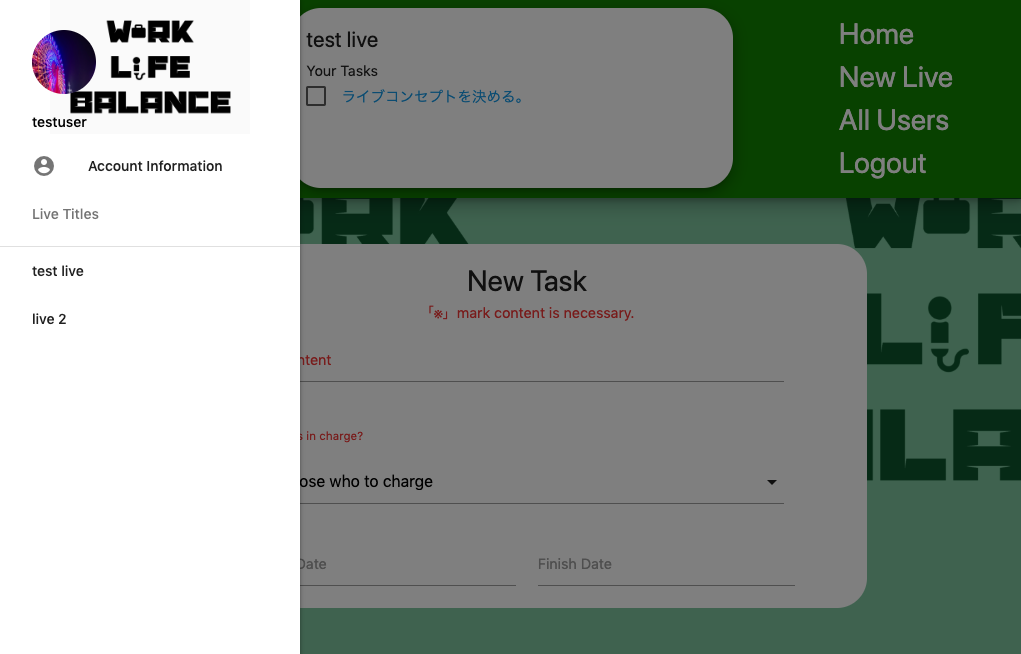 WORK
LiFE
BALANCE
testuser
Account Information
Live Titles
test live
live 2
test live
Your Tasks
ライブコンセプトを決める。
Home
New Live
All Users
Logout
New Task
「※」mark content is necessary.
in charge?
who to charge
Date
Finish Date